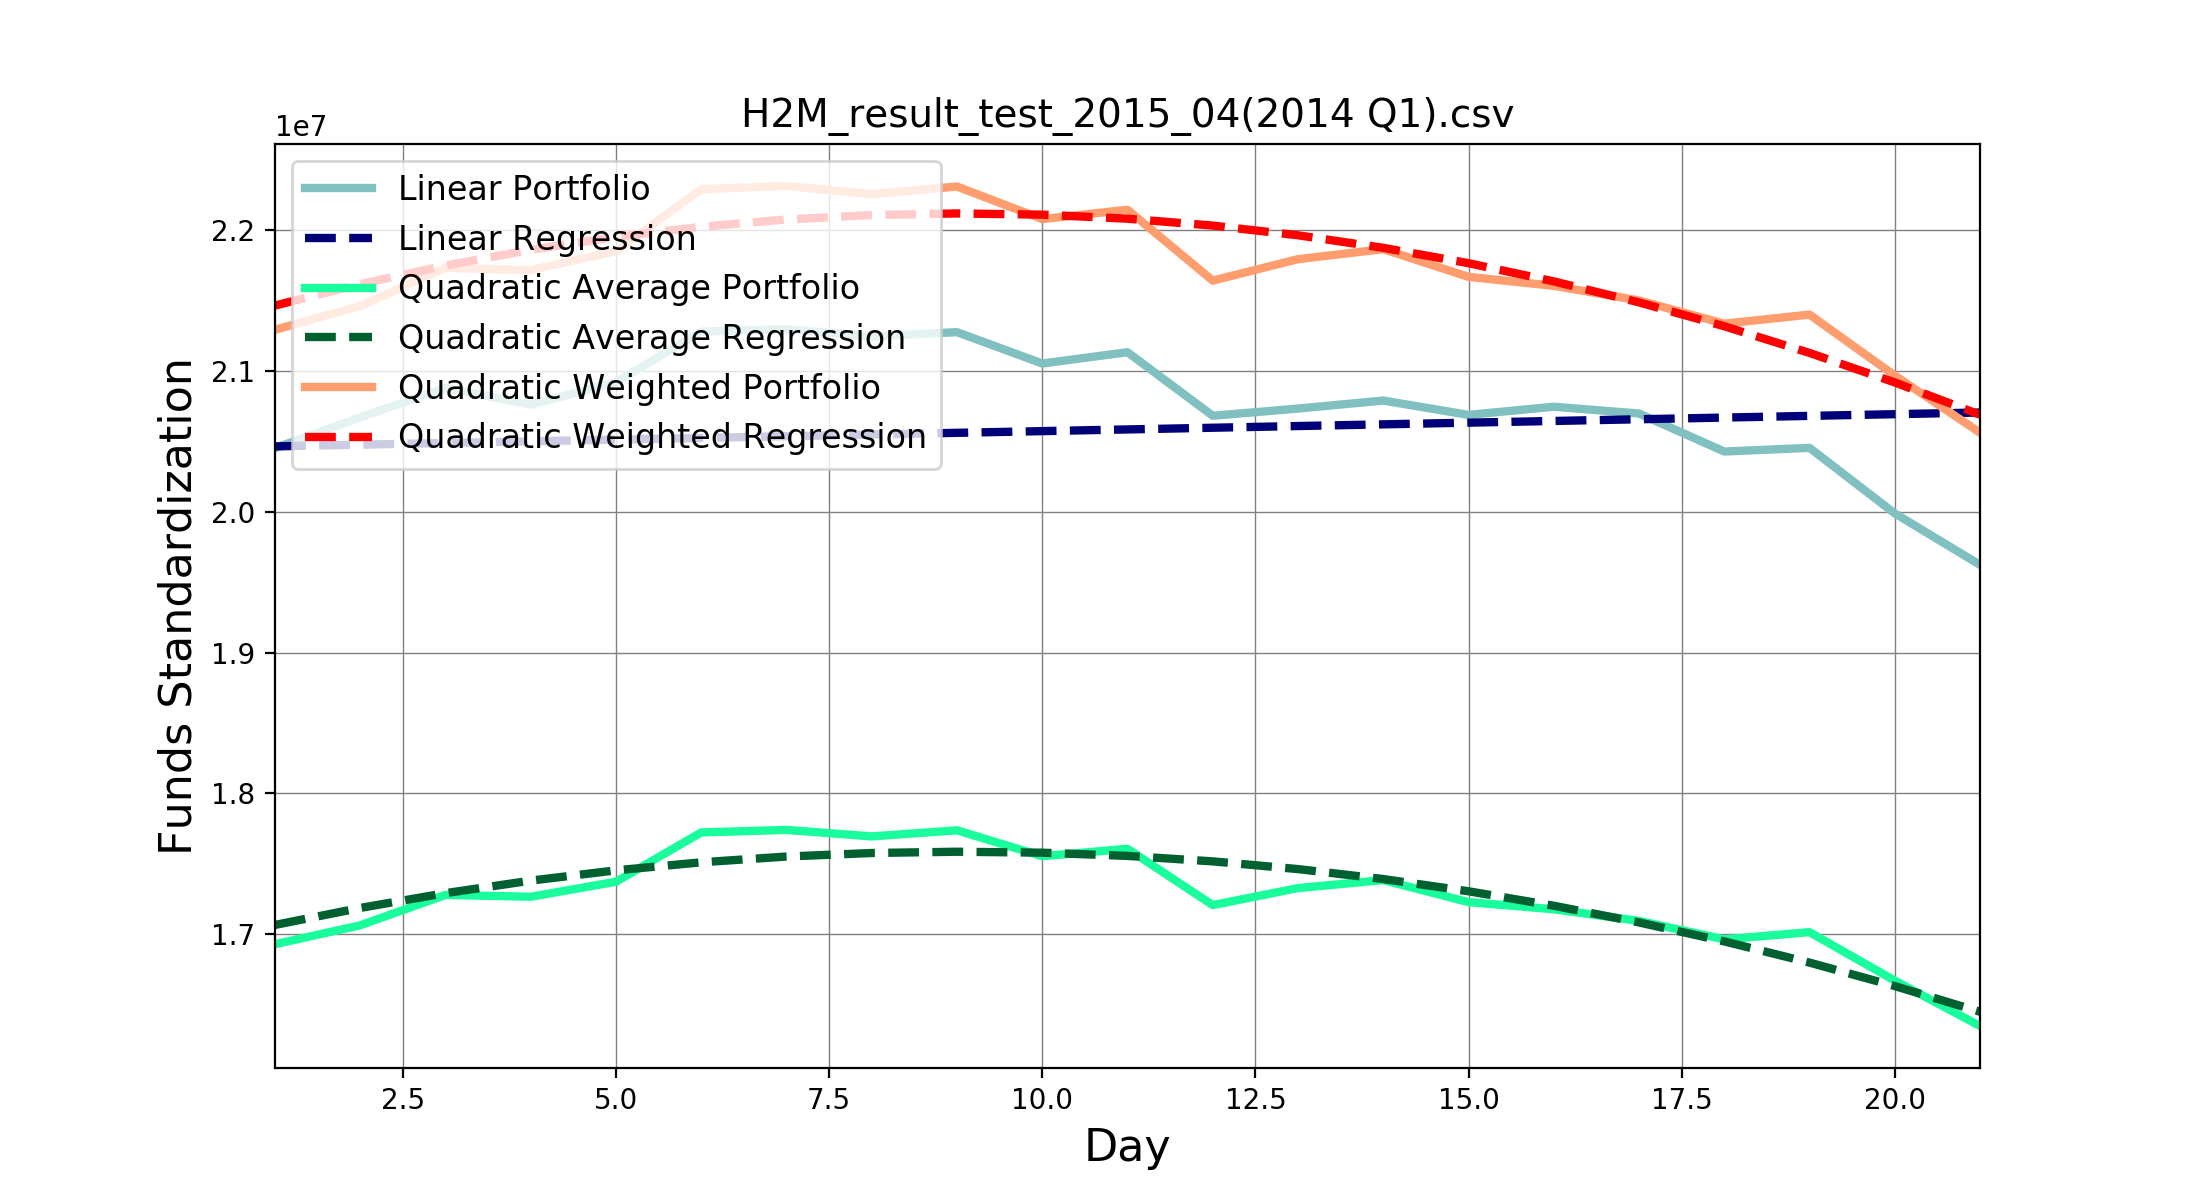 H2M_result_test_2015_04(2014 Q1).csv
1e7
Linear Portfolio
Linear Regression
Quadratic Average Portfolio
Quadratic Average Regression
Quadratic Weighted Portfolio
Quadratic Weighted Regression
Funds Standardization
2.2
2.1
2.0
1.9
1.8
1.7
2.5 5.0 7.5 10.0 12.5 15.0 17.5 20.0
Day